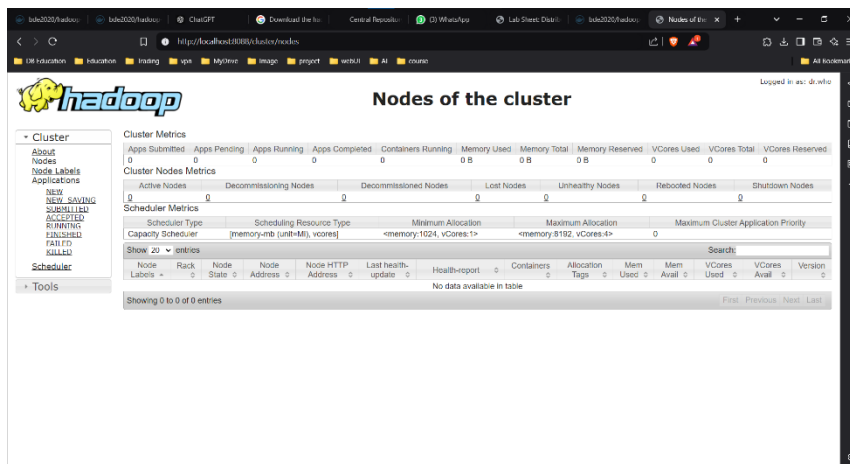 bde2020/hadoop
bde2020/hadoop
ChatGPT
Download the
Central Reposito
(3) WhatsApp
Lab Sheet: Distrib
bde2020/hadoop
Nodes of the
http://localhost:8088/cluster/nodes
OB Education
Education
trading
vpn
MyDrive
Image
project
webUI
AI
course
All Bookmar
Logged in as: dr.who
hadoop
Nodes of the cluster
Cluster
About
Nodes
Node Labels
Applications
NEW
NEW_SAVING
SUBMITTED
ACCEPTED
RUNNING
FINISHED
FAILED
KILLED
Scheduler
Tools
Cluster Metrics
Apps Submitted Apps Pending Apps Running Apps Completed Containers Running Memory Used Memory Total Memory Reserved VCores Used VCores Total VCores Reserved
0 0 0 0 0 0 B 0 B 0 B 0 0 0
Cluster Nodes Metrics
Active Nodes Decommissioning Nodes Decommissioned Nodes Lost Nodes Unhealthy Nodes Rebooted Nodes Shutdown Nodes
0 0 0 0 0 0 0
Scheduler Metrics
Scheduler Type Scheduling Resource Type Minimum Allocation Maximum Allocation Maximum Cluster Application Priority
Capacity Scheduler [memory-mb (unit=Mi), vcores] <memory:1024, vCores:1> <memory:8192, vCores:4> 0
Show 20 entries Search:
Node Labels Rack Node State Node Address Node HTTP Address Last health-update Health-report Containers Allocation Tags Mem Used Mem Avail VCores Used VCores Avail Version
No data available in table
Showing 0 to 0 of 0 entries First Previous Next Last